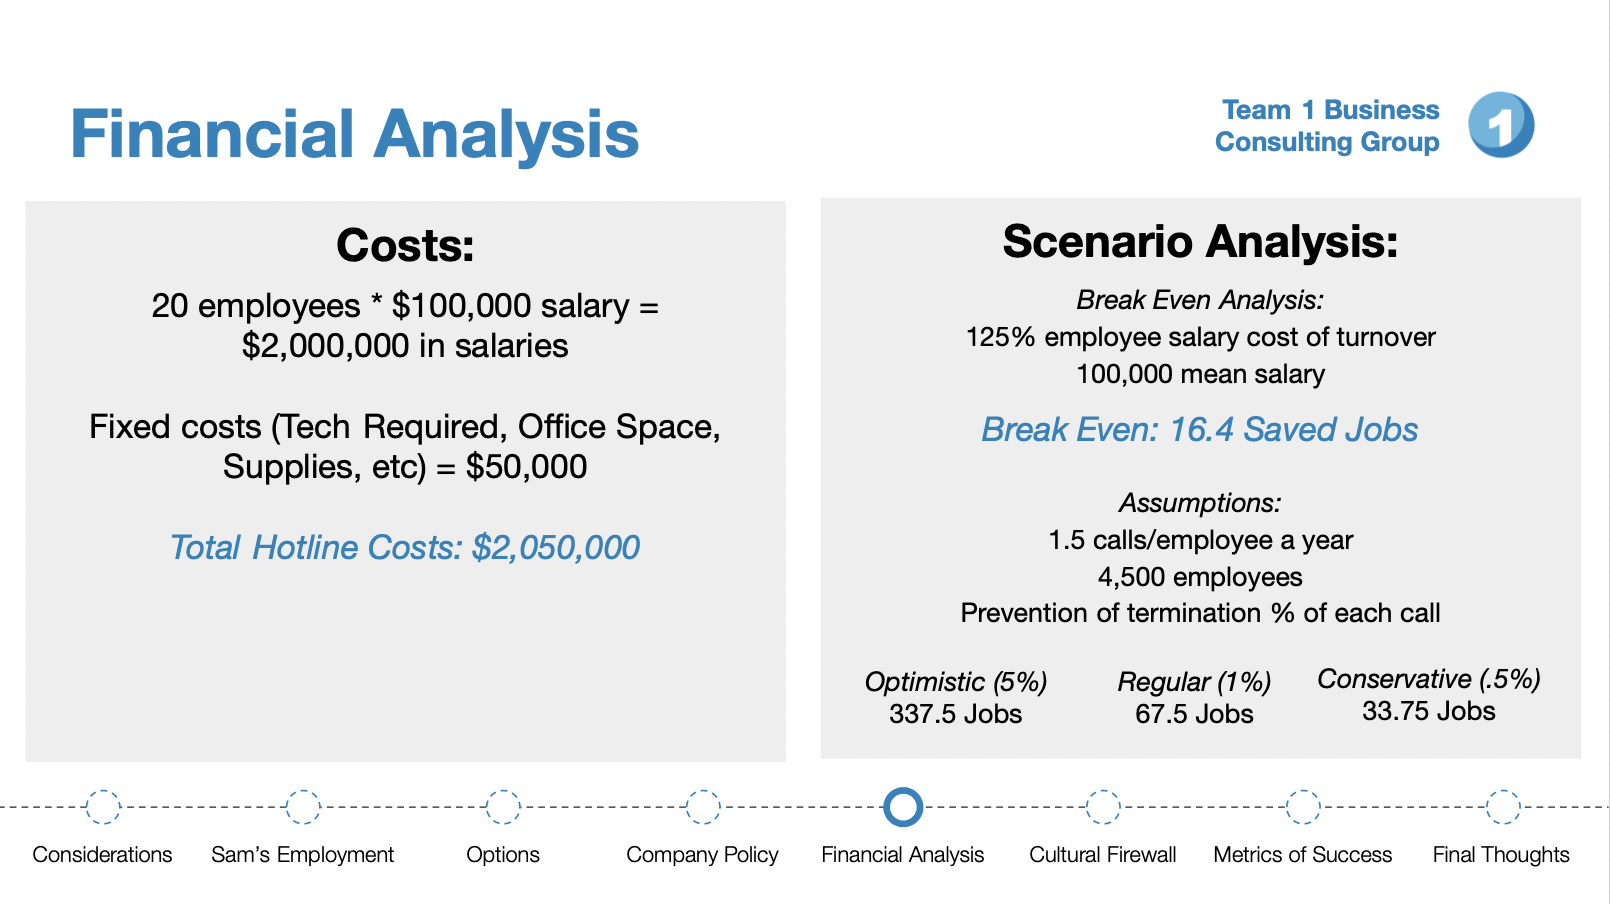 Financial Analysis
Team 1 Business
Consulting Group
1
Costs:
20 employees * $100,000 salary =
$2,000,000 in salaries
Fixed costs (Tech Required, Office Space,
Supplies, etc) = $50,000
Total Hotline Costs: $2,050,000
Scenario Analysis:
Break Even Analysis:
125% employee salary cost of turnover
100,000 mean salary
Break Even: 16.4 Saved Jobs
Assumptions:
1.5 calls/employee a year
4,500 employees
Prevention of termination % of each call
Optimistic (5%)
337.5 Jobs
Regular (1%)
67.5 Jobs
Conservative (.5%)
33.75 Jobs
Considerations
Sam's Employment
Options
Company Policy
Financial Analysis
Cultural Firewall
Metrics of Success
Final Thoughts